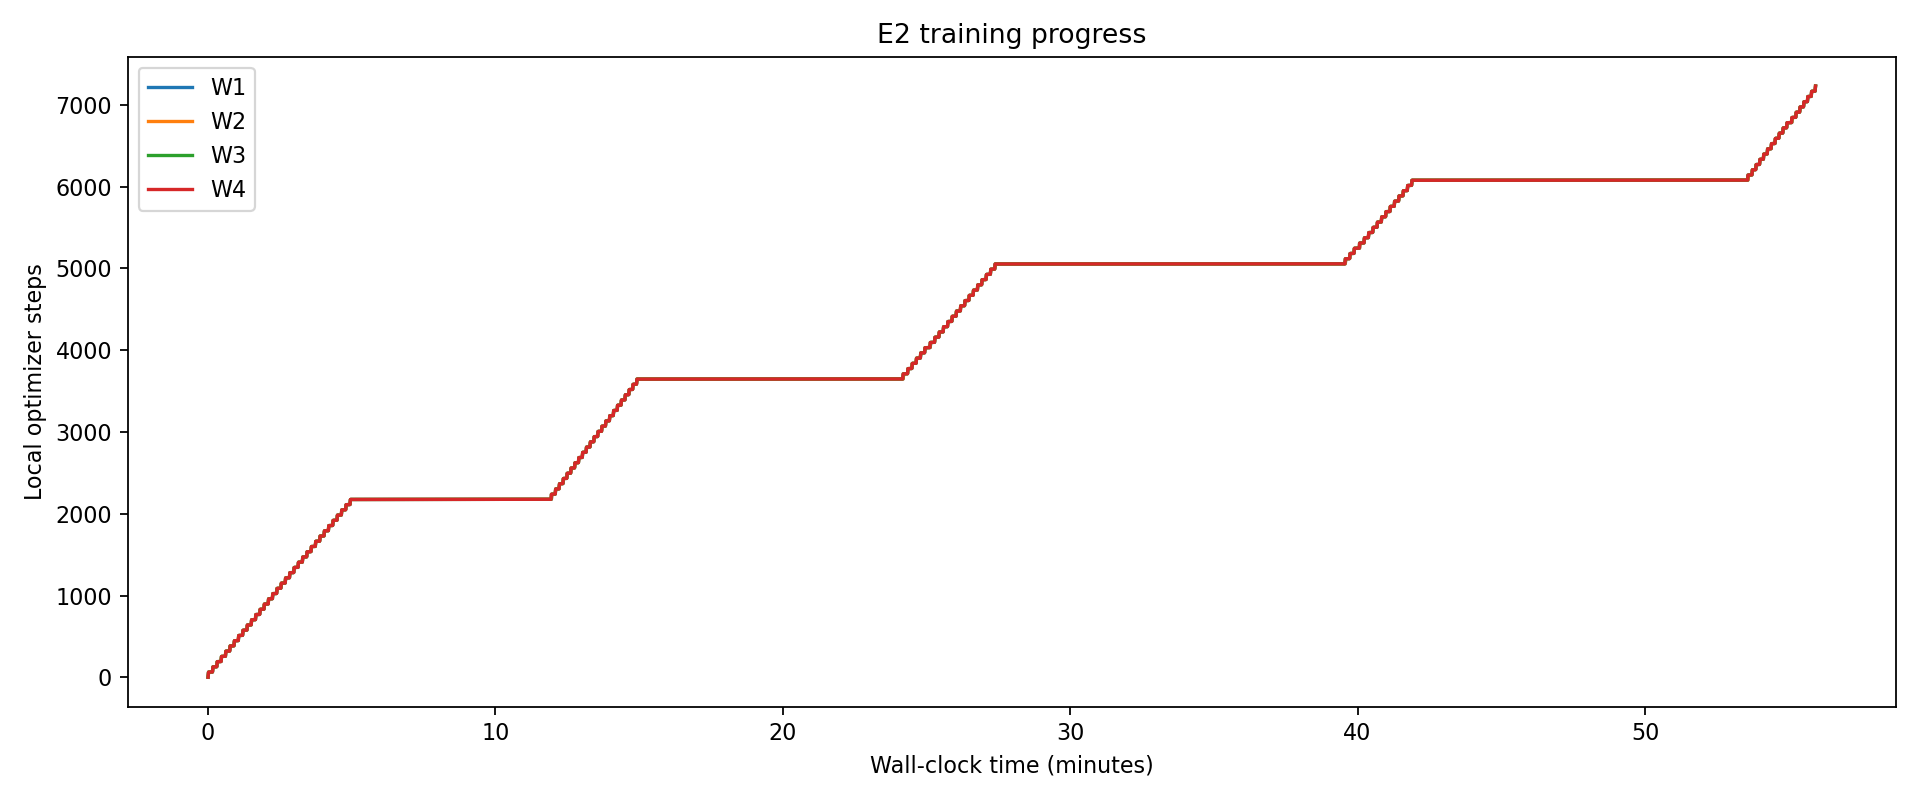 E2 training progress
W1
W2
W3
W4
Local optimizer steps
7000
6000
5000
4000
3000
2000
1000
0
0 10 20 30 40 50
Wall-clock time (minutes)